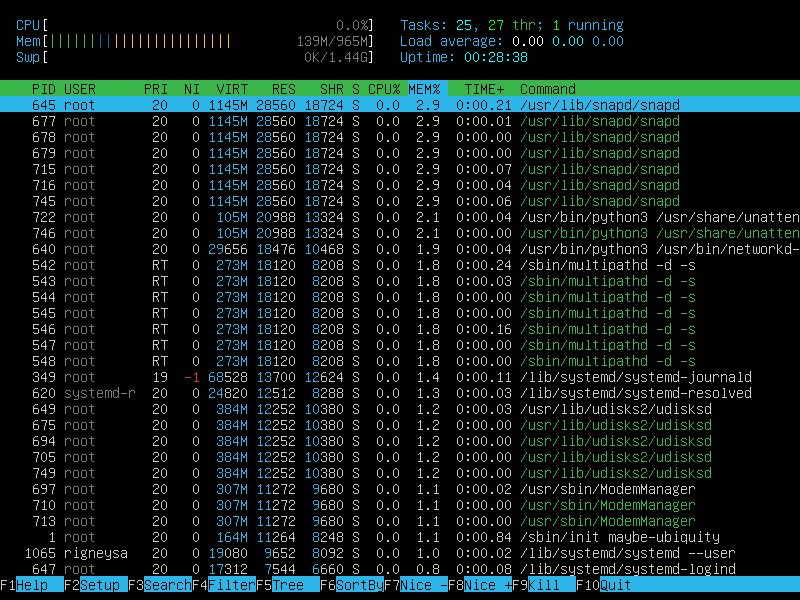 CPU[ 0.0%] Tasks: 25, 27 thr; 1 running
Mem[||||||||||||||||||||||| 139M/965M] Load average: 0.00 0.00 0.00
Swp[ 0K/1.44G] Uptime: 00:28:38
PID USER PRI NI VIRT RES SHR S CPU% MEM% TIME+ Command
645 root 20 0 1145M 28560 18724 S 0.0 2.9 0:00.21 /usr/lib/snapd/snapd
677 root 20 0 1145M 28560 18724 S 0.0 2.9 0:00.01 /usr/lib/snapd/snapd
678 root 20 0 1145M 28560 18724 S 0.0 2.9 0:00.00 /usr/lib/snapd/snapd
679 root 20 0 1145M 28560 18724 S 0.0 2.9 0:00.00 /usr/lib/snapd/snapd
715 root 20 0 1145M 28560 18724 S 0.0 2.9 0:00.07 /usr/lib/snapd/snapd
716 root 20 0 1145M 28560 18724 S 0.0 2.9 0:00.04 /usr/lib/snapd/snapd
745 root 20 0 1145M 28560 18724 S 0.0 2.9 0:00.06 /usr/lib/snapd/snapd
722 root 20 0 105M 20988 13324 S 0.0 2.1 0:00.04 /usr/bin/python3 /usr/share/unatten
746 root 20 0 105M 20988 13324 S 0.0 2.1 0:00.00 /usr/bin/python3 /usr/share/unatten
640 root 20 0 29656 18476 10468 S 0.0 1.9 0:00.04 /usr/bin/python3 /usr/bin/networkd-
542 root RT 0 273M 18120 8208 S 0.0 1.8 0:00.24 /sbin/multipathd -d -s
543 root RT 0 273M 18120 8208 S 0.0 1.8 0:00.03 /sbin/multipathd -d -s
544 root RT 0 273M 18120 8208 S 0.0 1.8 0:00.00 /sbin/multipathd -d -s
545 root RT 0 273M 18120 8208 S 0.0 1.8 0:00.00 /sbin/multipathd -d -s
546 root RT 0 273M 18120 8208 S 0.0 1.8 0:00.16 /sbin/multipathd -d -s
547 root RT 0 273M 18120 8208 S 0.0 1.8 0:00.00 /sbin/multipathd -d -s
548 root RT 0 273M 18120 8208 S 0.0 1.8 0:00.00 /sbin/multipathd -d -s
349 root 19 -1 68528 13700 12624 S 0.0 1.4 0:00.11 /lib/systemd/systemd-journald
620 systemd-r 20 0 24820 12512 8288 S 0.0 1.3 0:00.03 /lib/systemd/systemd-resolved
649 root 20 0 384M 12252 10380 S 0.0 1.2 0:00.03 /usr/lib/udisks2/udisksd
675 root 20 0 384M 12252 10380 S 0.0 1.2 0:00.00 /usr/lib/udisks2/udisksd
694 root 20 0 384M 12252 10380 S 0.0 1.2 0:00.00 /usr/lib/udisks2/udisksd
705 root 20 0 384M 12252 10380 S 0.0 1.2 0:00.00 /usr/lib/udisks2/udisksd
749 root 20 0 384M 12252 10380 S 0.0 1.2 0:00.00 /usr/lib/udisks2/udisksd
697 root 20 0 307M 11272 9680 S 0.0 1.1 0:00.02 /usr/sbin/ModemManager
710 root 20 0 307M 11272 9680 S 0.0 1.1 0:00.00 /usr/sbin/ModemManager
713 root 20 0 307M 11272 9680 S 0.0 1.1 0:00.00 /usr/sbin/ModemManager
1 root 20 0 164M 11264 8248 S 0.0 1.1 0:00.84 /sbin/init maybe-ubiquity
1065 rigneysa 20 0 19080 9652 8092 S 0.0 1.0 0:00.02 /lib/systemd/systemd --user
647 root 20 0 17312 7544 6660 S 0.0 0.8 0:00.08 /lib/systemd/systemd-logind
F1Help F2Setup F3SearchF4FilterF5Tree F6SortByF7Nice -F8Nice +F9Kill F10Quit